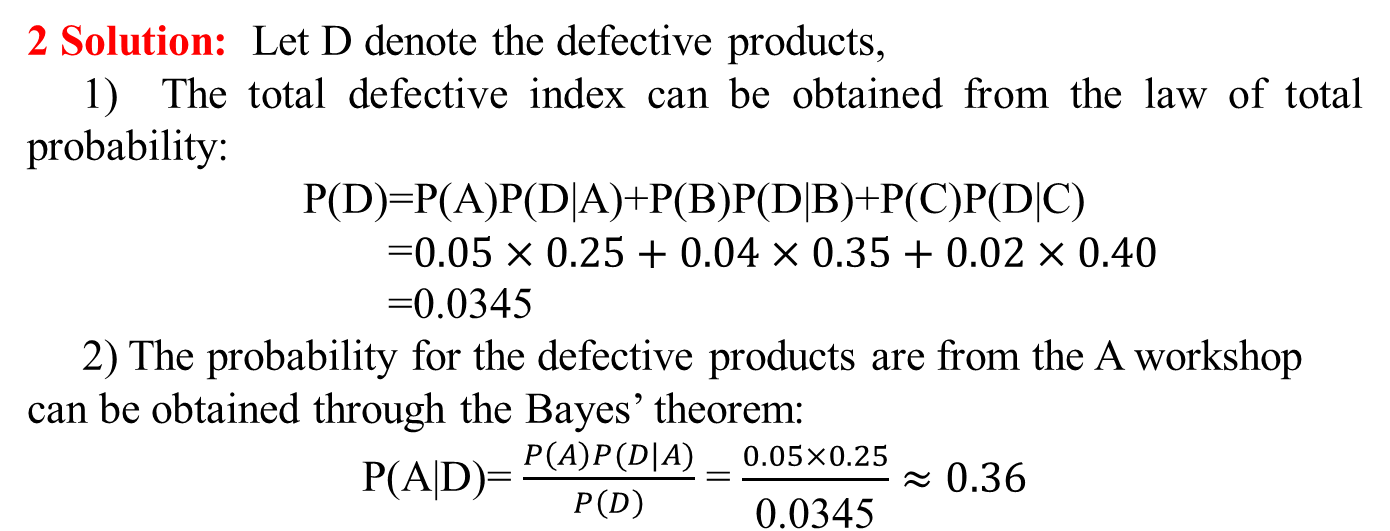 2 Solution: Let D denote the defective products,
1) The total defective index can be obtained from the law of total
probability:
P(D)=P(A)P(D|A)+P(B)P(D|B)+P(C)P(D|C)
=0.05 × 0.25 + 0.04 × 0.35 + 0.02 × 0.40
=0.0345
2) The probability for the defective products are from the A workshop
can be obtained through the Bayes’ theorem:
P(A|D)= P(A)P(D|A) / P(D) = 0.05×0.25 / 0.0345 ≈ 0.36